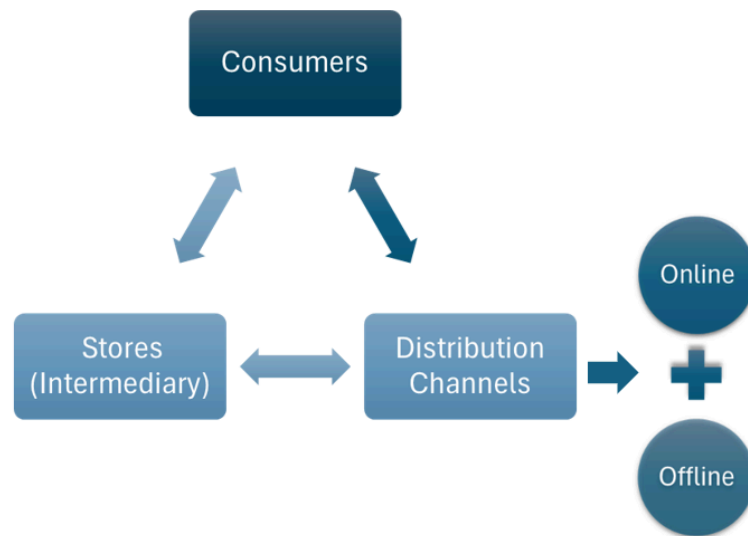 Consumers
Stores
(Intermediary)
Distribution
Channels
Online
Offline